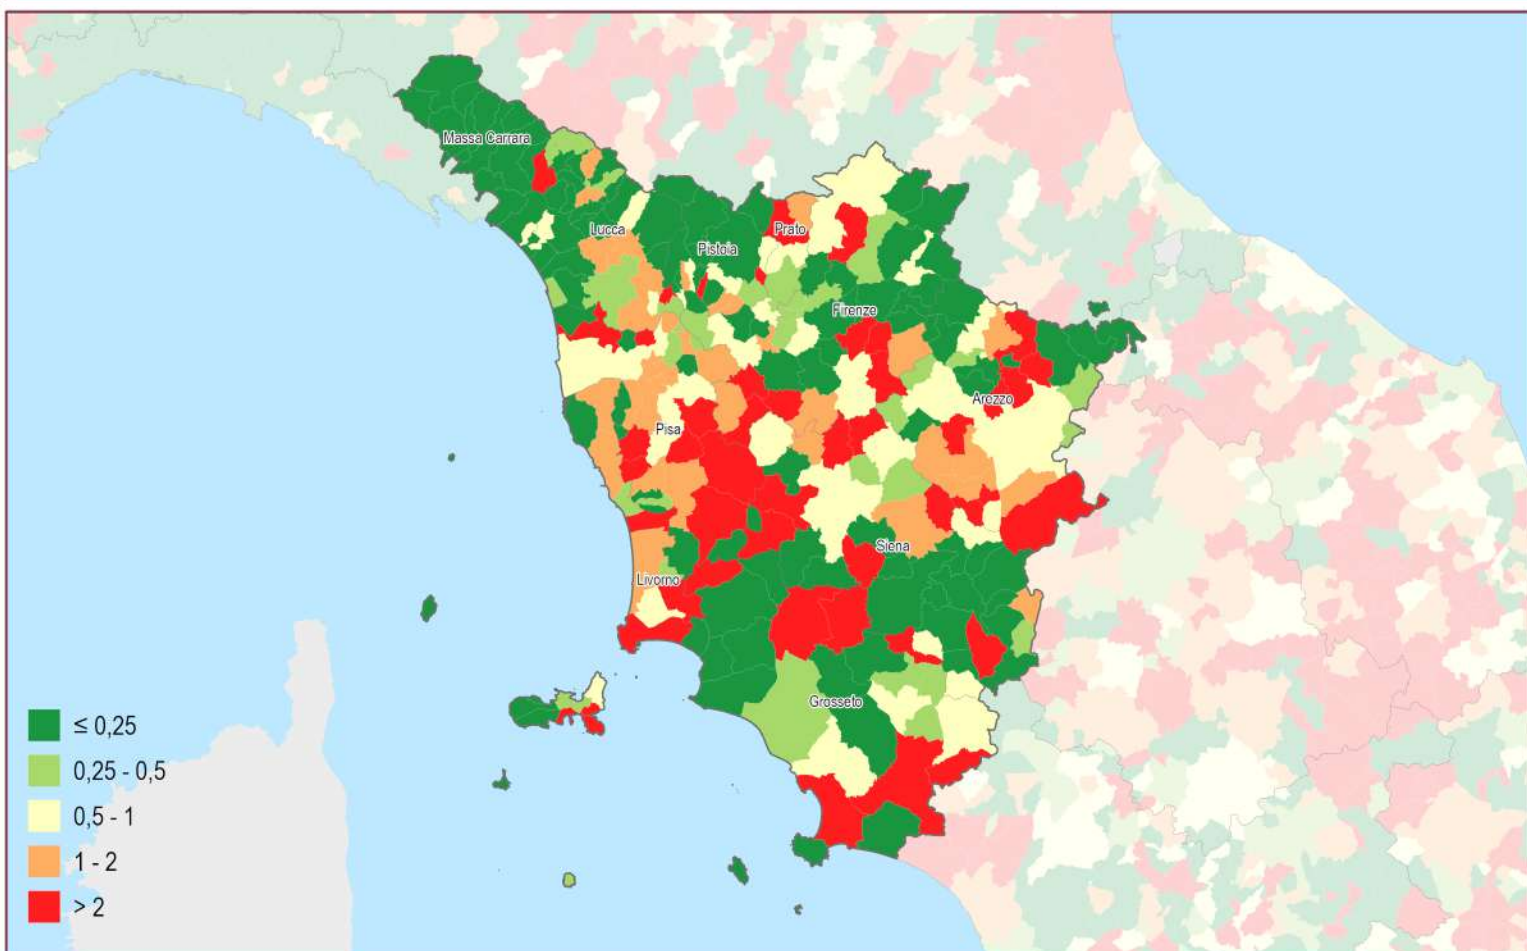 Massa Carrara
Lucca
Prato
Pistoia
Firenze
Arezzo
Pisa
Siena
Livorno
Grosseto
≤ 0,25
0,25 - 0,5
0,5 - 1
1 - 2
> 2